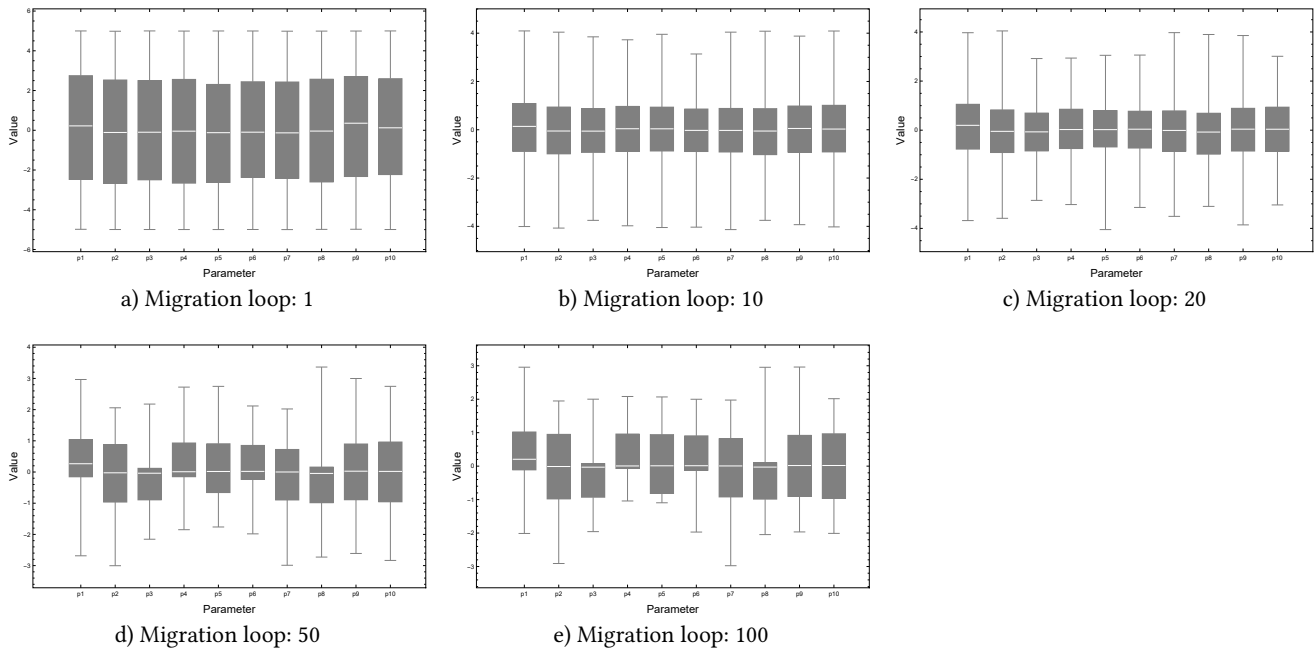 6
4
2
0
-2
-4
-6
Value
p1 p2 p3 p4 p5 p6 p7 p8 p9 p10
Parameter
a) Migration loop: 1
4
2
0
-2
-4
Value
p1 p2 p3 p4 p5 p6 p7 p8 p9 p10
Parameter
b) Migration loop: 10
4
2
0
-2
-4
Value
p1 p2 p3 p4 p5 p6 p7 p8 p9 p10
Parameter
c) Migration loop: 20
4
3
2
1
0
-1
-2
-3
Value
p1 p2 p3 p4 p5 p6 p7 p8 p9 p10
Parameter
d) Migration loop: 50
3
2
1
0
-1
-2
-3
Value
p1 p2 p3 p4 p5 p6 p7 p8 p9 p10
Parameter
e) Migration loop: 100